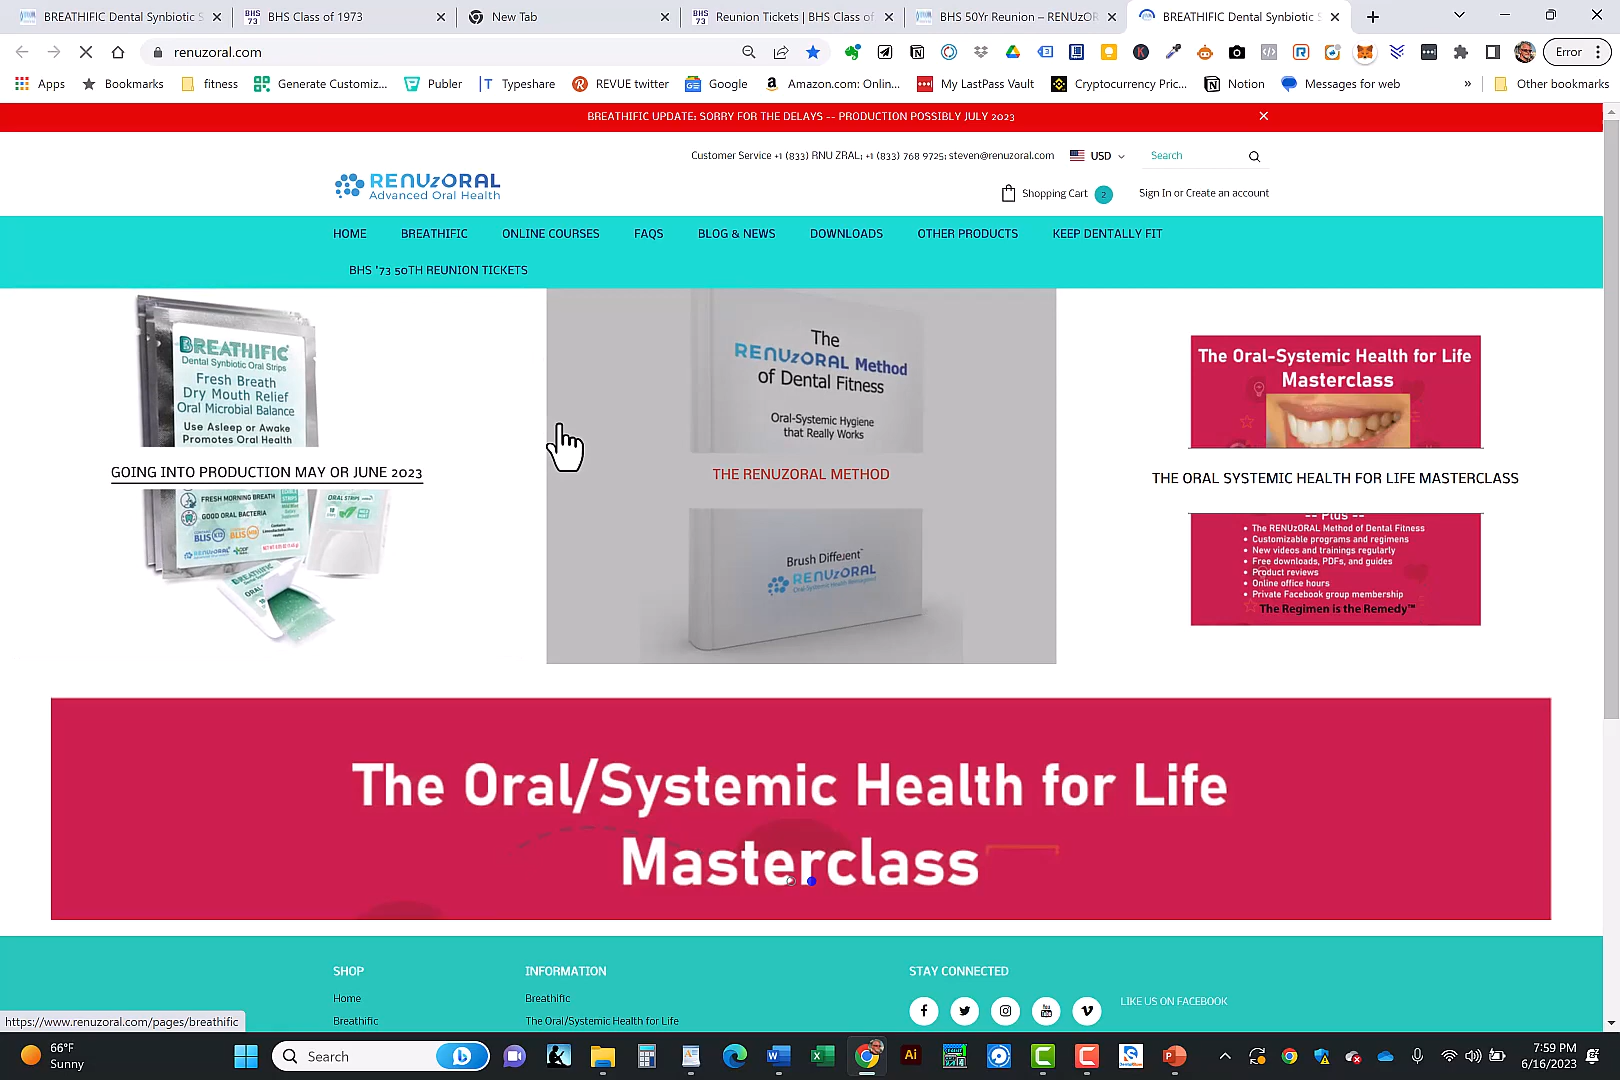 BREATHIFIC Dental Synbiotic S
BHS Class of 1973
New Tab
Reunion Tickets | BHS Class of
BHS 50Yr Reunion – RENUzOR
BREATHIFIC Dental Synbiotic S
renuzoral.com
Error
Apps
Bookmarks
fitness
Generate Customiz...
Publer
Typeshare
REVUE twitter
Google
Amazon.com: Onlin...
My LastPass Vault
Cryptocurrency Pric...
Notion
Messages for web
»
Other bookmarks
BREATHIFIC UPDATE: SORRY FOR THE DELAYS -- PRODUCTION POSSIBLY JULY 2023
Customer Service +1 (833) RNU ZRAL; +1 (833) 768 9725; steven@renuzoral.com
USD
Search
RENUzORAL
Advanced Oral Health
Shopping Cart 2
Sign In or Create an account
HOME
BREATHIFIC
ONLINE COURSES
FAQS
BLOG & NEWS
DOWNLOADS
OTHER PRODUCTS
KEEP DENTALLY FIT
BHS '73 50TH REUNION TICKETS
BREATHIFIC
Dental Synbiotic Oral Strips
Fresh Breath
Dry Mouth Relief
Oral Microbial Balance
Use Asleep or Awake
Promotes Oral Health
GOING INTO PRODUCTION MAY OR JUNE 2023
FRESH MORNING BREATH
GOOD ORAL BACTERIA
BLIS K12
BLIS M18
RENUzORAL
ORAL STRIPS
The
RENUzORAL Method
of Dental Fitness
Oral-Systemic Hygiene
that Really Works
THE RENUZORAL METHOD
Brush Different™
RENUzORAL
Oral-Systemic Health Reimagined
The Oral-Systemic Health for Life
Masterclass
THE ORAL SYSTEMIC HEALTH FOR LIFE MASTERCLASS
-- Plus --
• The RENUzORAL Method of Dental Fitness
• Customizable programs and regimens
• New videos and trainings regularly
• Free downloads, PDFs, and guides
• Product reviews
• Online office hours
• Private Facebook group membership
The Regimen is the Remedy™
The Oral/Systemic Health for Life
Masterclass
SHOP
Home
Breathific
INFORMATION
Breathific
The Oral/Systemic Health for Life
STAY CONNECTED
LIKE US ON FACEBOOK
https://www.renuzoral.com/pages/breathific
66°F
Sunny
Search
7:59 PM
6/16/2023